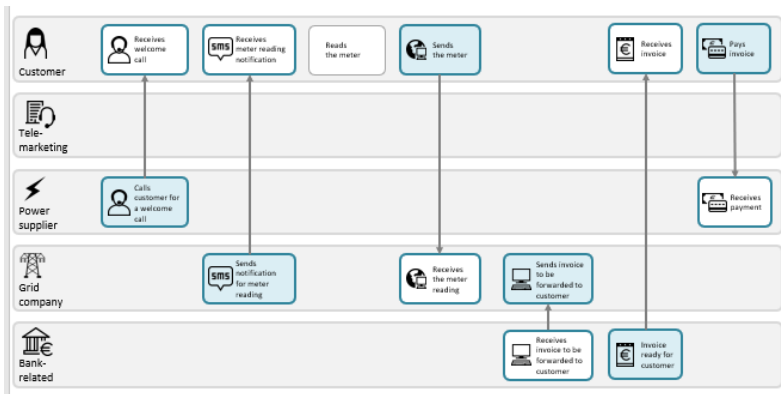 Customer
Receives
welcome
call
sms
Receives
meter reading
notification
Reads
the meter
Sends
the meter
€
Receives
invoice
Pays
invoice
Tele-
marketing
Power
supplier
Calls
customer for
a welcome
call
Receives
payment
Grid
company
sms
Sends
notification
for meter
reading
Receives
the meter
reading
Sends invoice
to be
forwarded to
customer
€
Bank-
related
Receives
invoice to be
forwarded to
customer
€
Invoice
ready for
customer